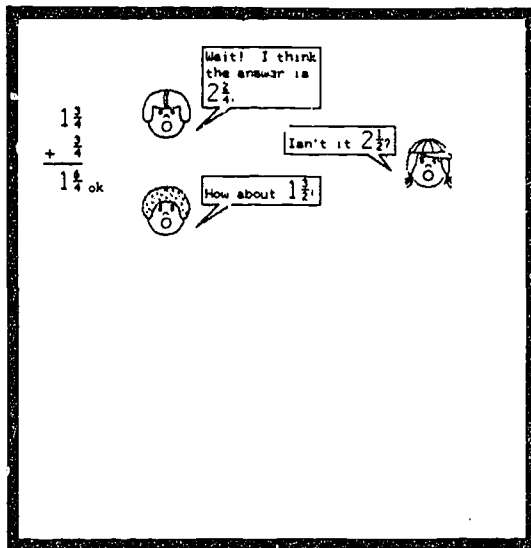 Wait! I think
the answer is
2 2/4.
1 3/4
+ 3/4
1 6/4 ok
Isn't it 2 1/2?
How about 1 3/2!